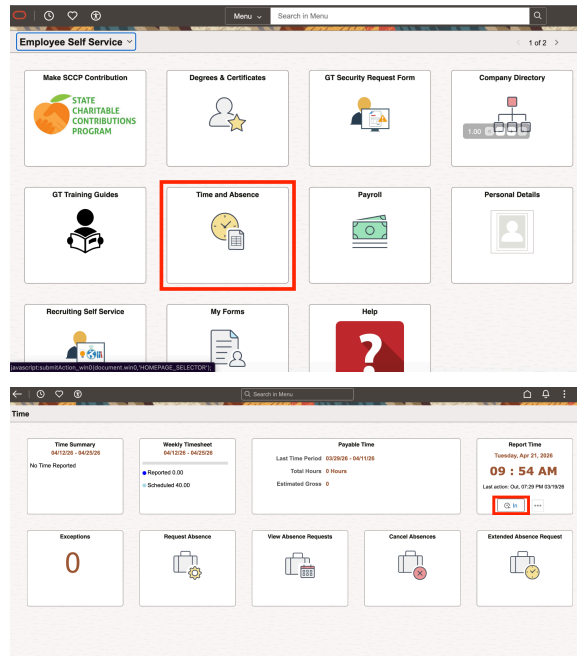 Menu
Search in Menu
Employee Self Service
1 of 2
Make SCCP Contribution
Degrees & Certificates
GT Security Request Form
Company Directory
STATE
CHARITABLE
CONTRIBUTIONS
PROGRAM
1.00
GT Training Guides
Time and Absence
Payroll
Personal Details
Recruiting Self Service
My Forms
Help
?
javascript:submitAction_win0(document.win0,'HOMEPAGE_SELECTOR');
Search in Menu
Time
Time Summary
04/12/26 - 04/25/26
No Time Reported
Weekly Timesheet
04/12/26 - 04/25/26
Reported 0.00
Scheduled 40.00
Payable Time
Last Time Period 03/29/26 - 04/11/26
Total Hours 0 Hours
Estimated Gross 0
Report Time
Tuesday, Apr 21, 2026
09 : 54 AM
Last action: Out, 07:29 PM 03/19/26
In
Exceptions
0
Request Absence
View Absence Requests
Cancel Absences
Extended Absence Request